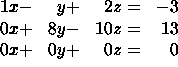 1x− y+ 2z = −3
0x+ 8y− 10z = 13
0x+ 0y+ 0z = 0